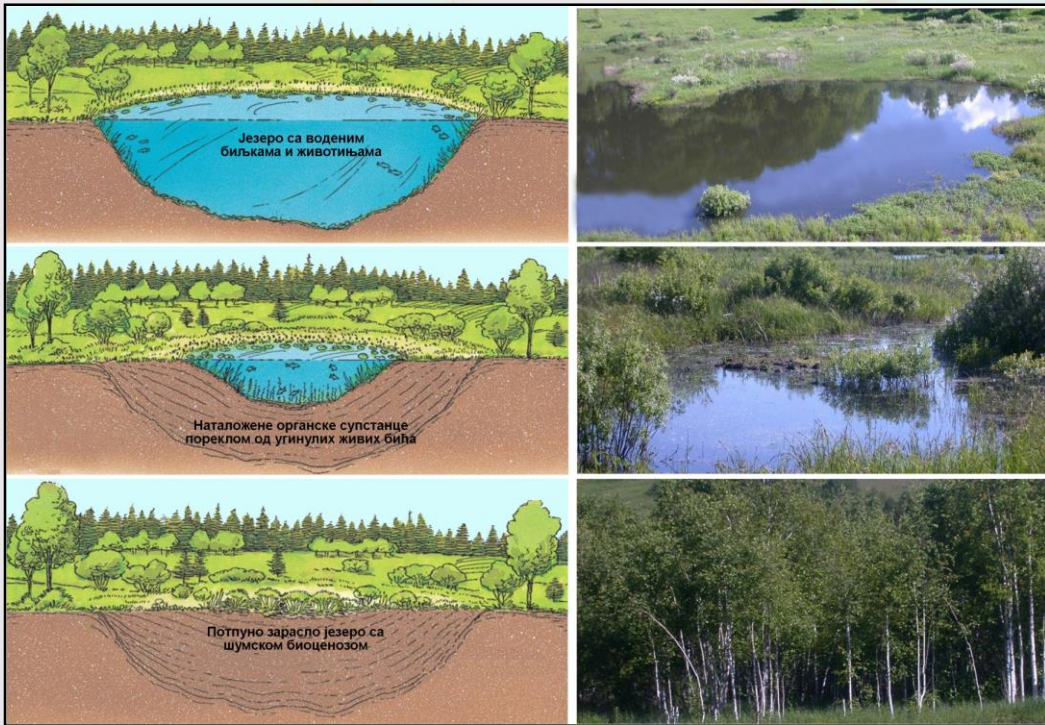 Језеро са воденим
биљкама и животињама
Наталожене органске супстанце
пореклом од угинулих живих бића
Потпуно зарасло језеро са
шумском биоценозом